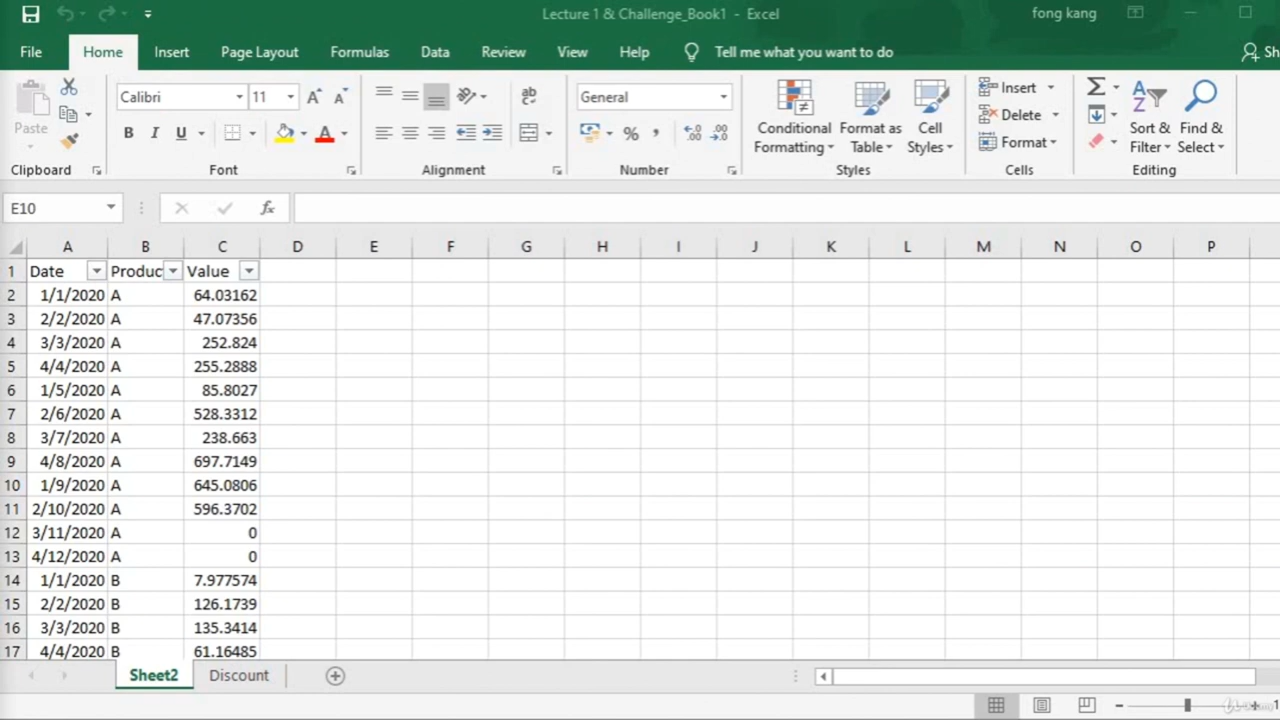 Lecture 1 & Challenge_Book1 - Excel
fong kang
File Home Insert Page Layout Formulas Data Review View Help Tell me what you want to do Sh
Paste
Calibri 11
B I U A
ab
General
% ,
Conditional Formatting
Format as Table
Cell Styles
Insert
Delete
Format
Sort & Filter
Find & Select
Clipboard Font Alignment Number Styles Cells Editing
E10 fx
A B C D E F G H I J K L M N O P
1 Date Produc Value
2 1/1/2020 A 64.03162
3 2/2/2020 A 47.07356
4 3/3/2020 A 252.824
5 4/4/2020 A 255.2888
6 1/5/2020 A 85.8027
7 2/6/2020 A 528.3312
8 3/7/2020 A 238.663
9 4/8/2020 A 697.7149
10 1/9/2020 A 645.0806
11 2/10/2020 A 596.3702
12 3/11/2020 A 0
13 4/12/2020 A 0
14 1/1/2020 B 7.977574
15 2/2/2020 B 126.1739
16 3/3/2020 B 135.3414
17 4/4/2020 B 61.16485
Sheet2 Discount